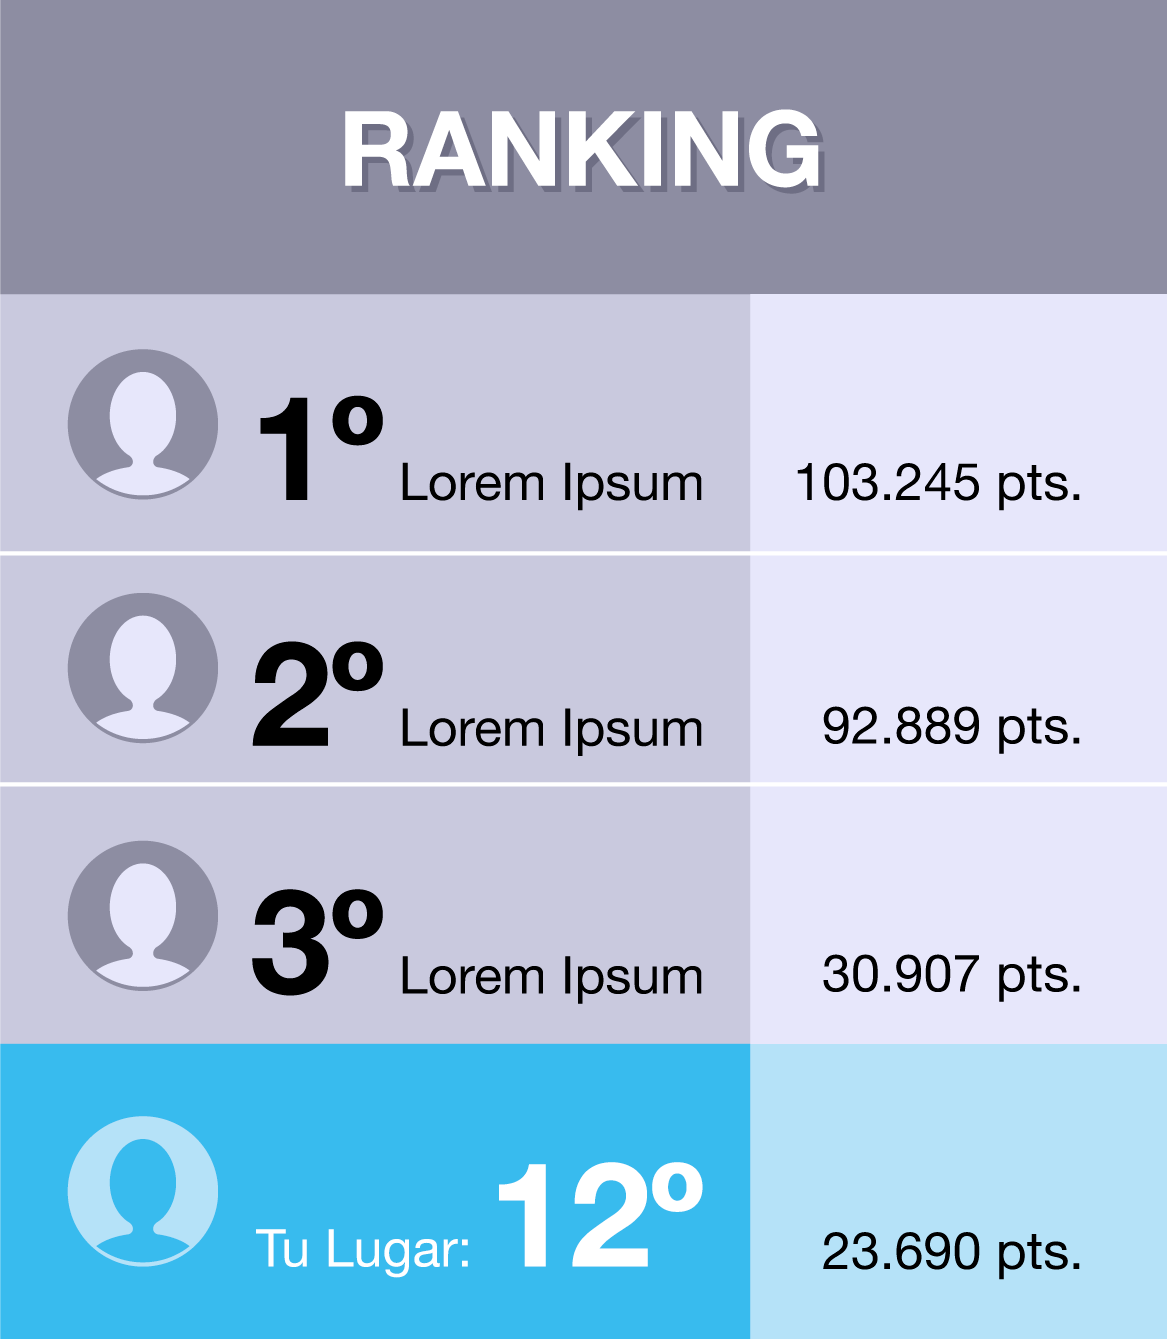 RANKING
1º Lorem Ipsum 103.245 pts.
2º Lorem Ipsum 92.889 pts.
3º Lorem Ipsum 30.907 pts.
Tu Lugar: 12º 23.690 pts.